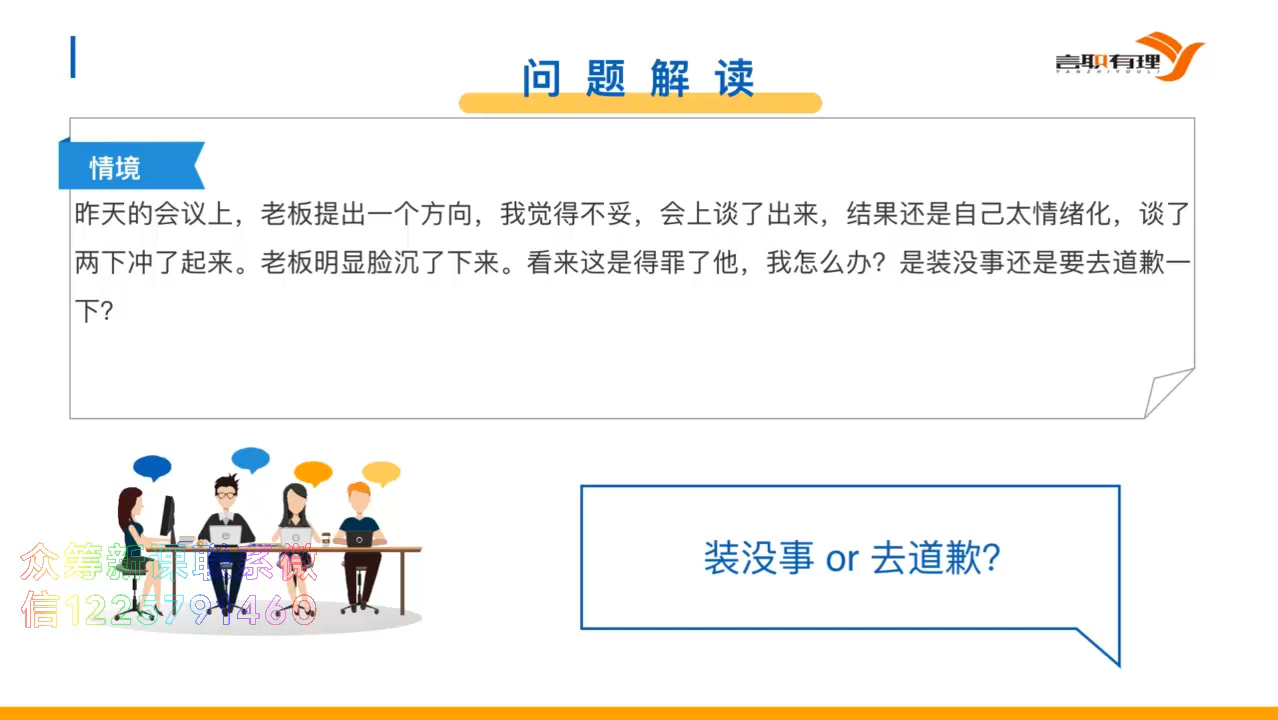 问题解读
言职有理
YANZHIYOULI
情境
昨天的会议上，老板提出一个方向，我觉得不妥，会上谈了出来，结果还是自己太情绪化，谈了
两下冲了起来。老板明显脸沉了下来。看来这是得罪了他，我怎么办？是装没事还是要去道歉一
下？
装没事 or 去道歉？
众筹新课联系微
信1225791460